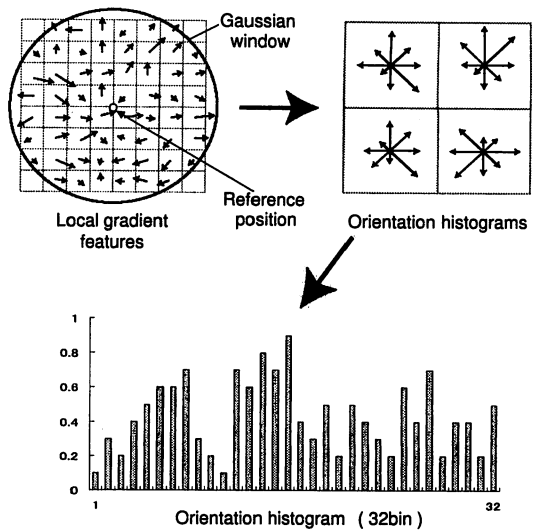 Gaussian
window
Reference
position
Local gradient
features
Orientation histograms
1
0.8
0.6
0.4
0.2
0
1
32
Orientation histogram ( 32bin )